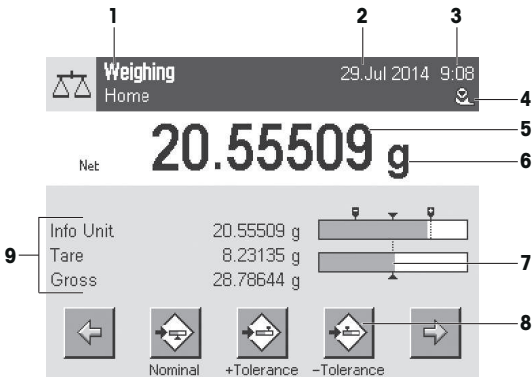 1 2 3
Weighing 29.Jul 2014 9:08
Home
4
5
Net 20.55509 g
6
Info Unit 20.55509 g
9 Tare 8.23135 g 7
Gross 28.78644 g
8
Nominal +Tolerance −Tolerance